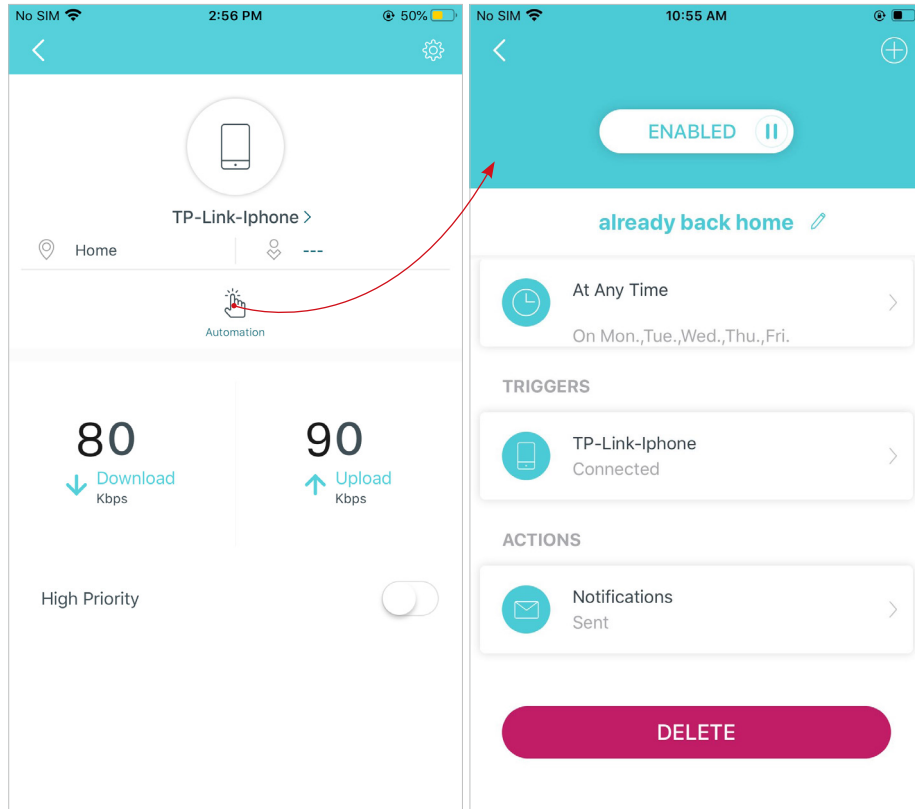 No SIM 2:56 PM 50%
TP-Link-Iphone >
Home ---
Automation
80 90
Download Upload
Kbps Kbps
High Priority
No SIM 10:55 AM
ENABLED
already back home
At Any Time
On Mon.,Tue.,Wed.,Thu.,Fri.
TRIGGERS
TP-Link-Iphone
Connected
ACTIONS
Notifications
Sent
DELETE